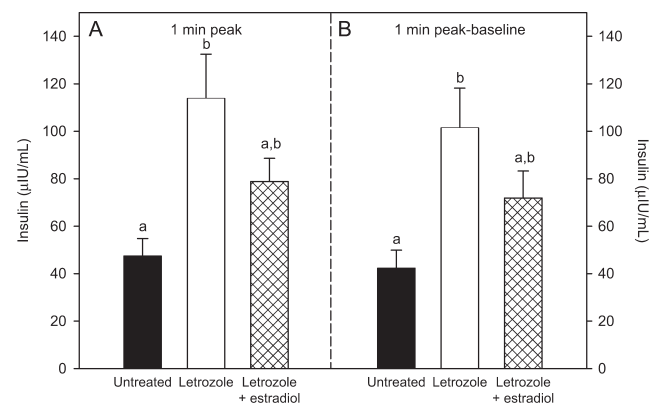 A
1 min peak
B
1 min peak-baseline
140
120
100
80
60
40
20
0
Insulin (µIU/mL)
b
a,b
a
b
a,b
a
140
120
100
80
60
40
20
0
Insulin (µIU/mL)
Untreated
Letrozole
Letrozole
+ estradiol
Untreated
Letrozole
Letrozole
+ estradiol